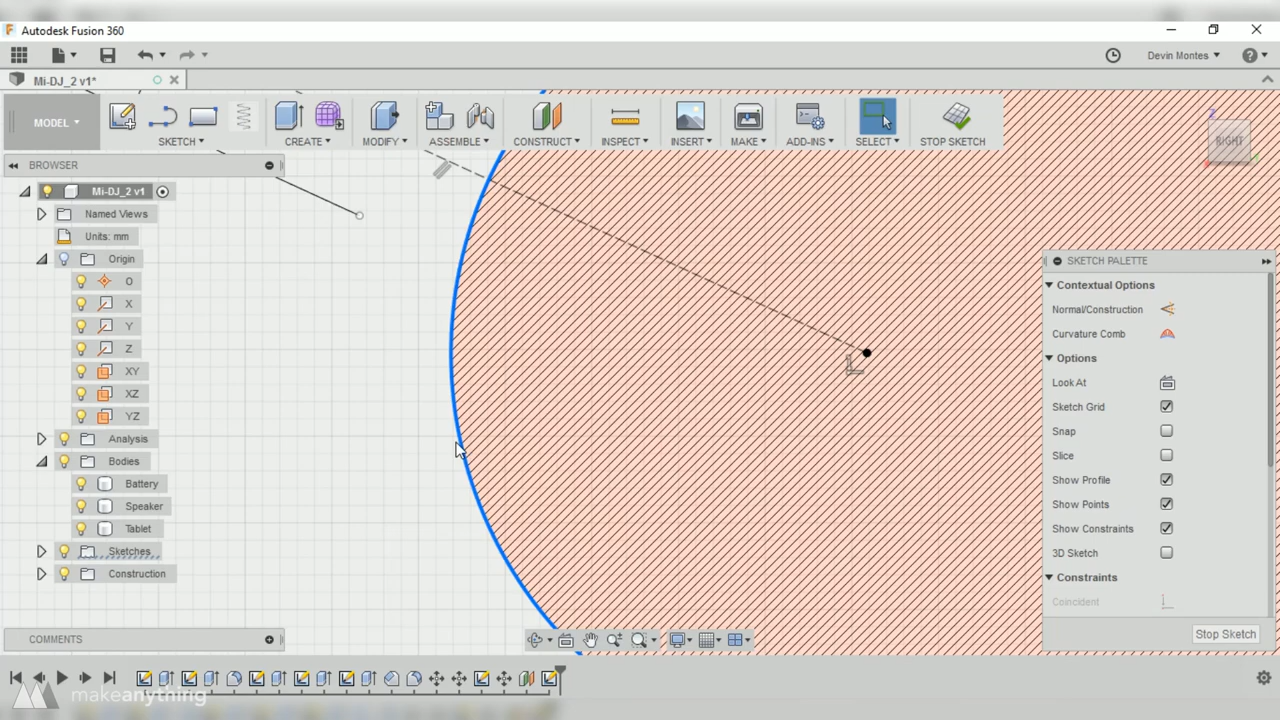 Autodesk Fusion 360
Devin Montes
Mi-DJ_2 v1*
MODEL
SKETCH
CREATE
MODIFY
ASSEMBLE
CONSTRUCT
INSPECT
INSERT
MAKE
ADD-INS
SELECT
STOP SKETCH
Z
RIGHT
BROWSER
Mi-DJ_2 v1
Named Views
Units: mm
Origin
O
X
Y
Z
XY
XZ
YZ
Analysis
Bodies
Battery
Speaker
Tablet
Sketches
Construction
SKETCH PALETTE
Contextual Options
Normal/Construction
Curvature Comb
Options
Look At
Sketch Grid
Snap
Slice
Show Profile
Show Points
Show Constraints
3D Sketch
Constraints
Coincident
Stop Sketch
COMMENTS
makeanything